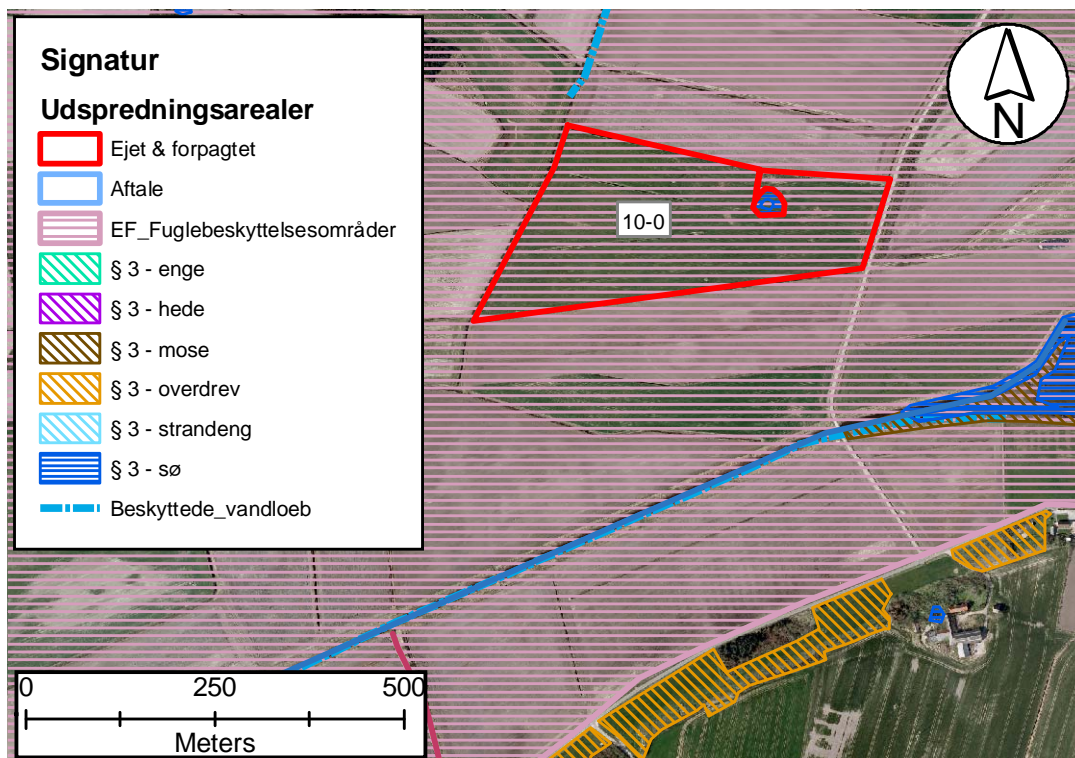 Signatur
Udspredningsarealer
Ejet & forpagtet
Aftale
EF_Fuglebeskyttelsesområder
§ 3 - enge
§ 3 - hede
§ 3 - mose
§ 3 - overdrev
§ 3 - strandeng
§ 3 - sø
Beskyttede_vandloeb
N
10-0
0 250 500
Meters